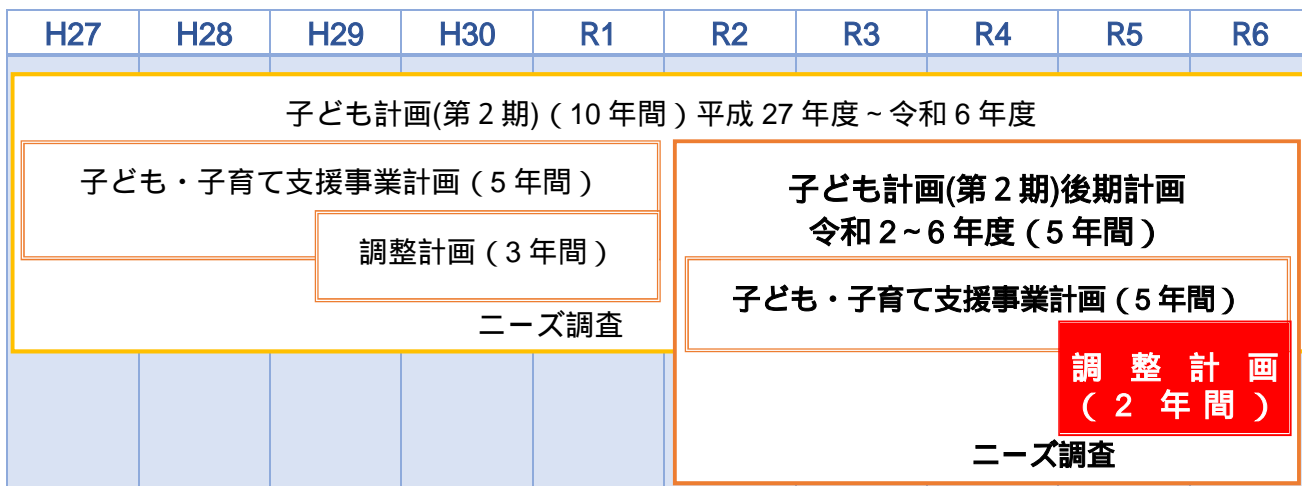 H27 H28 H29 H30 R1 R2 R3 R4 R5 R6
子ども計画(第2期)(10年間)平成27年度~令和6年度
子ども・子育て支援事業計画(5年間)
調整計画(3年間)
ニーズ調査
子ども計画(第2期)後期計画
令和2~6年度(5年間)
子ども・子育て支援事業計画(5年間)
調整計画
(2年間)
ニーズ調査